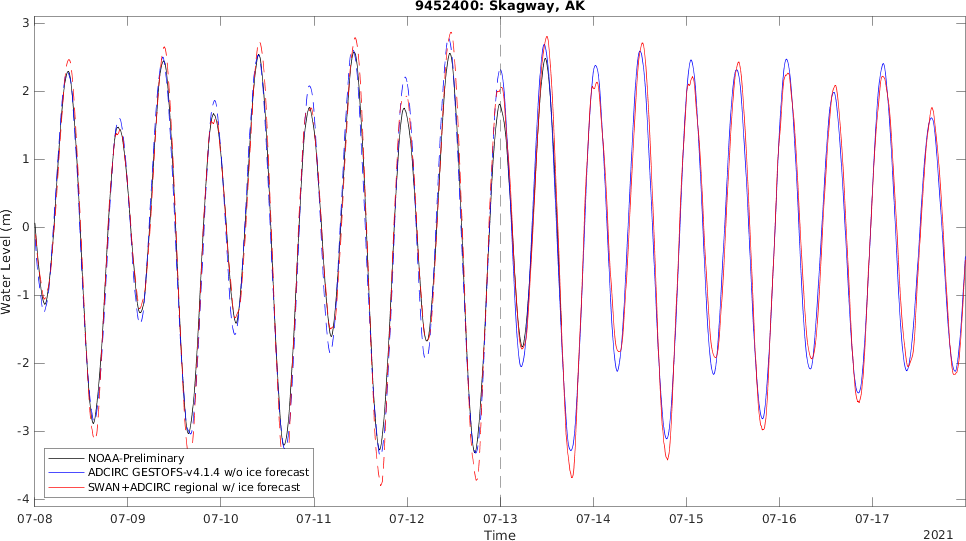 9452400: Skagway, AK
3
2
1
0
-1
-2
-3
-4
Water Level (m)
NOAA-Preliminary
ADCIRC GESTOFS-v4.1.4 w/o ice forecast
SWAN+ADCIRC regional w/ ice forecast
07-08 07-09 07-10 07-11 07-12 07-13 07-14 07-15 07-16 07-17
Time
2021